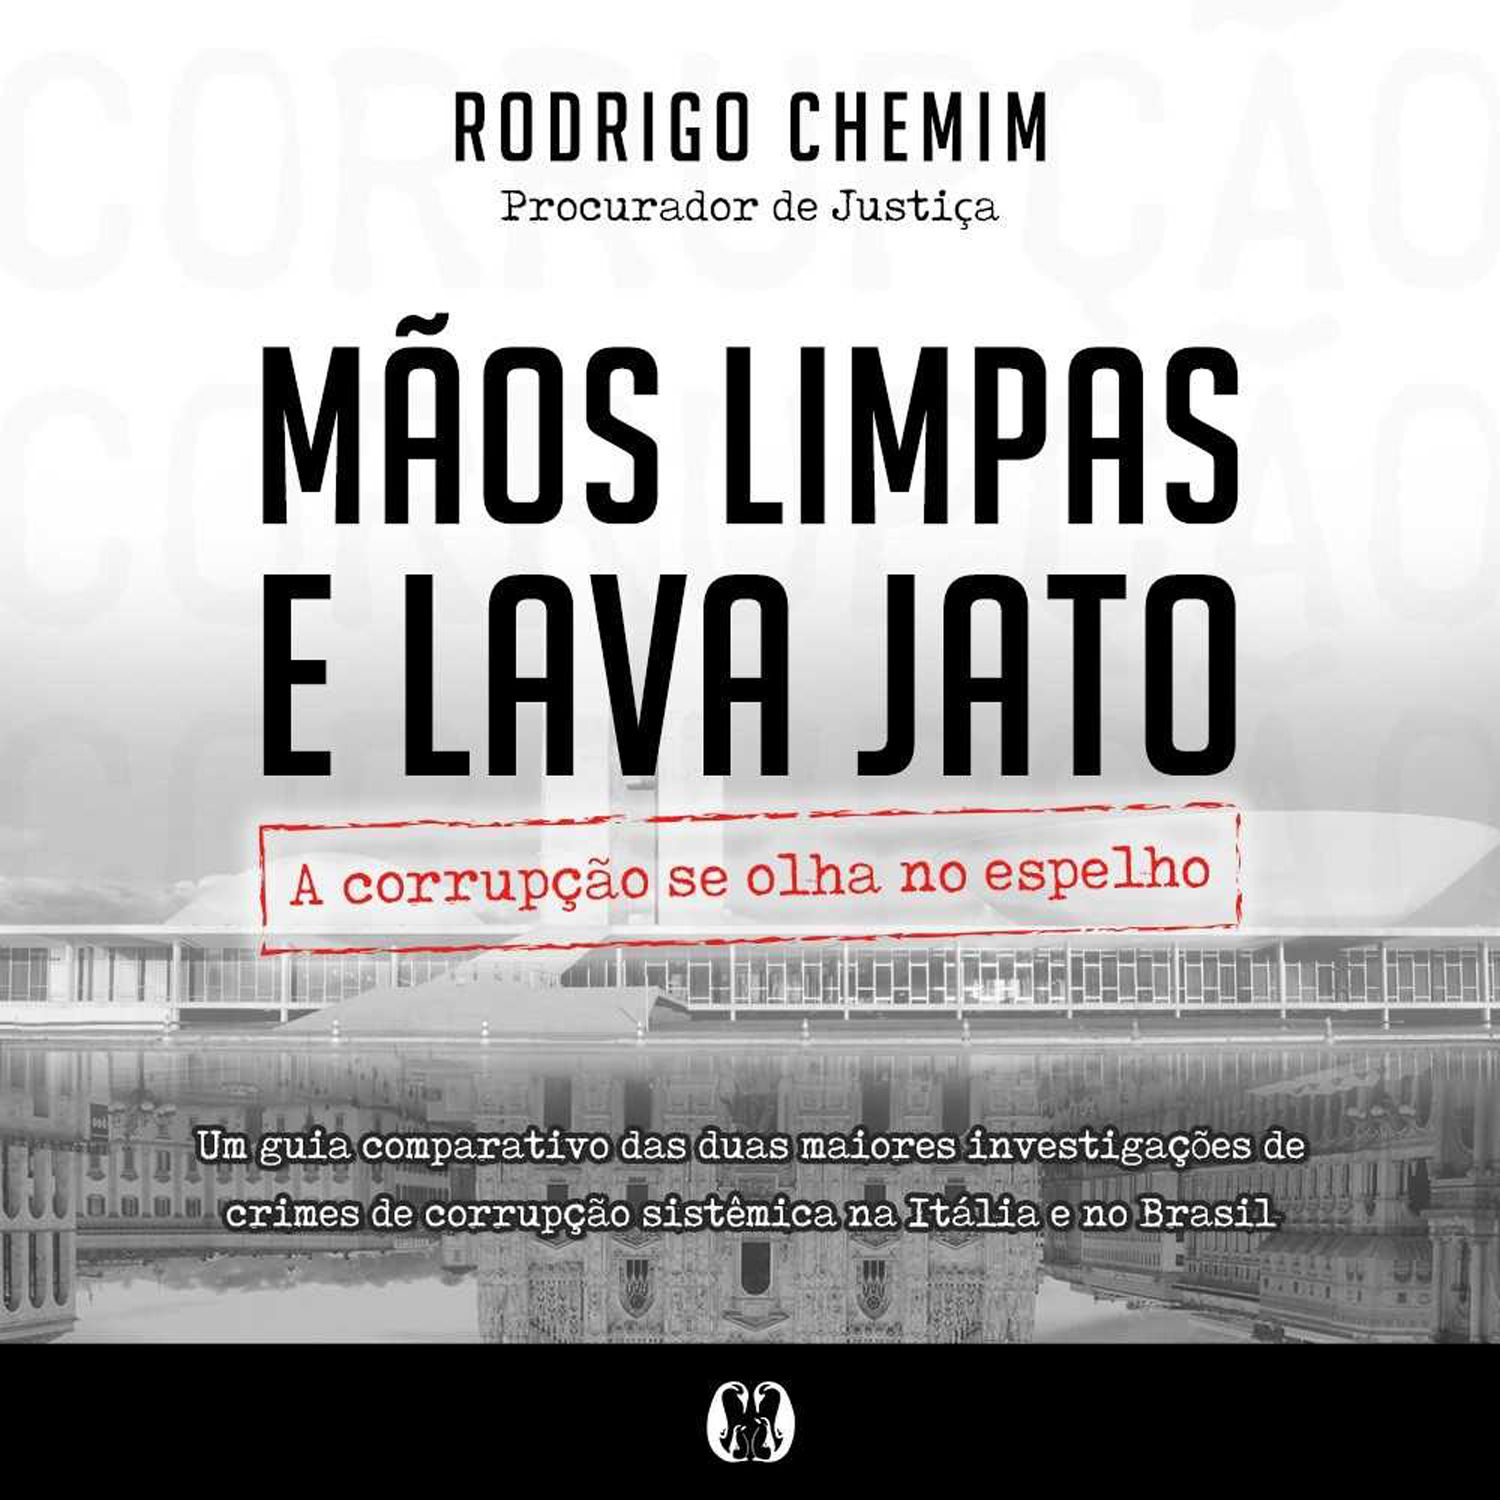 CORRUPÇÃO
RODRIGO CHEMIM
Procurador de Justiça
MÃOS LIMPAS
E LAVA JATO
A corrupção se olha no espelho
Um guia comparativo das duas maiores investigações de
crimes de corrupção sistêmica na Itália e no Brasil